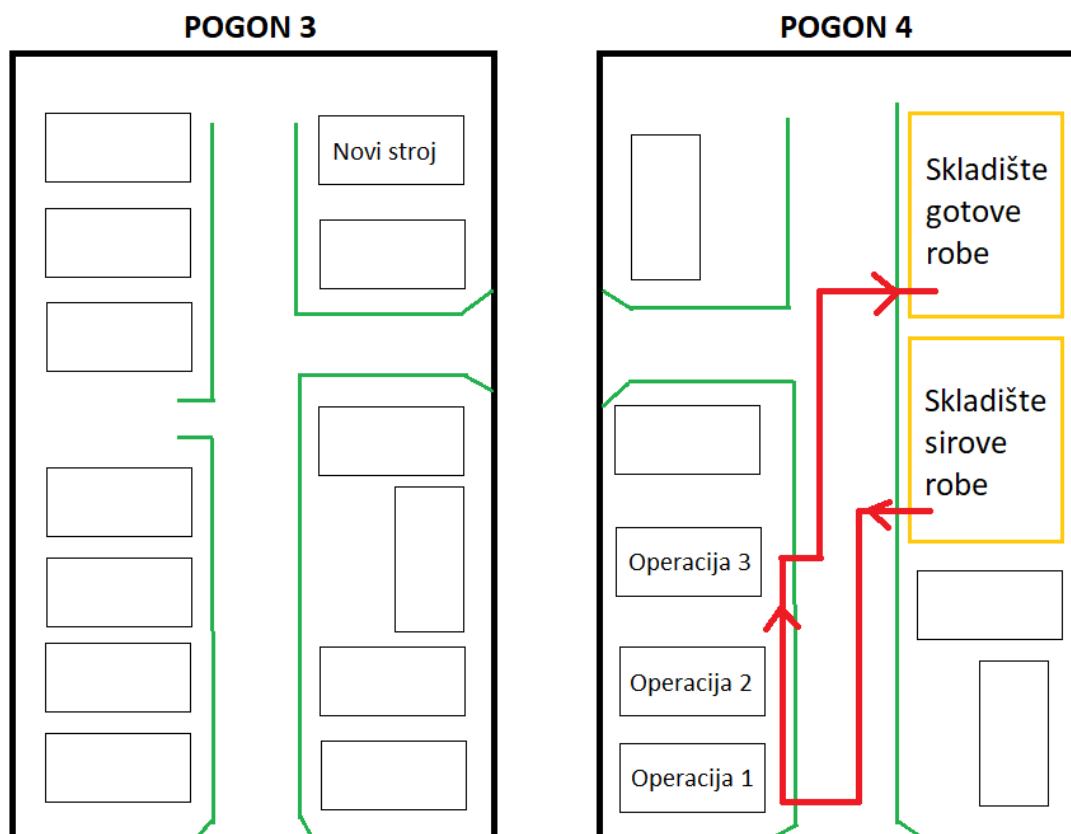 POGON 3
POGON 4
Novi stroj
Skladište
gotove
robe
Skladište
sirove
robe
Operacija 3
Operacija 2
Operacija 1